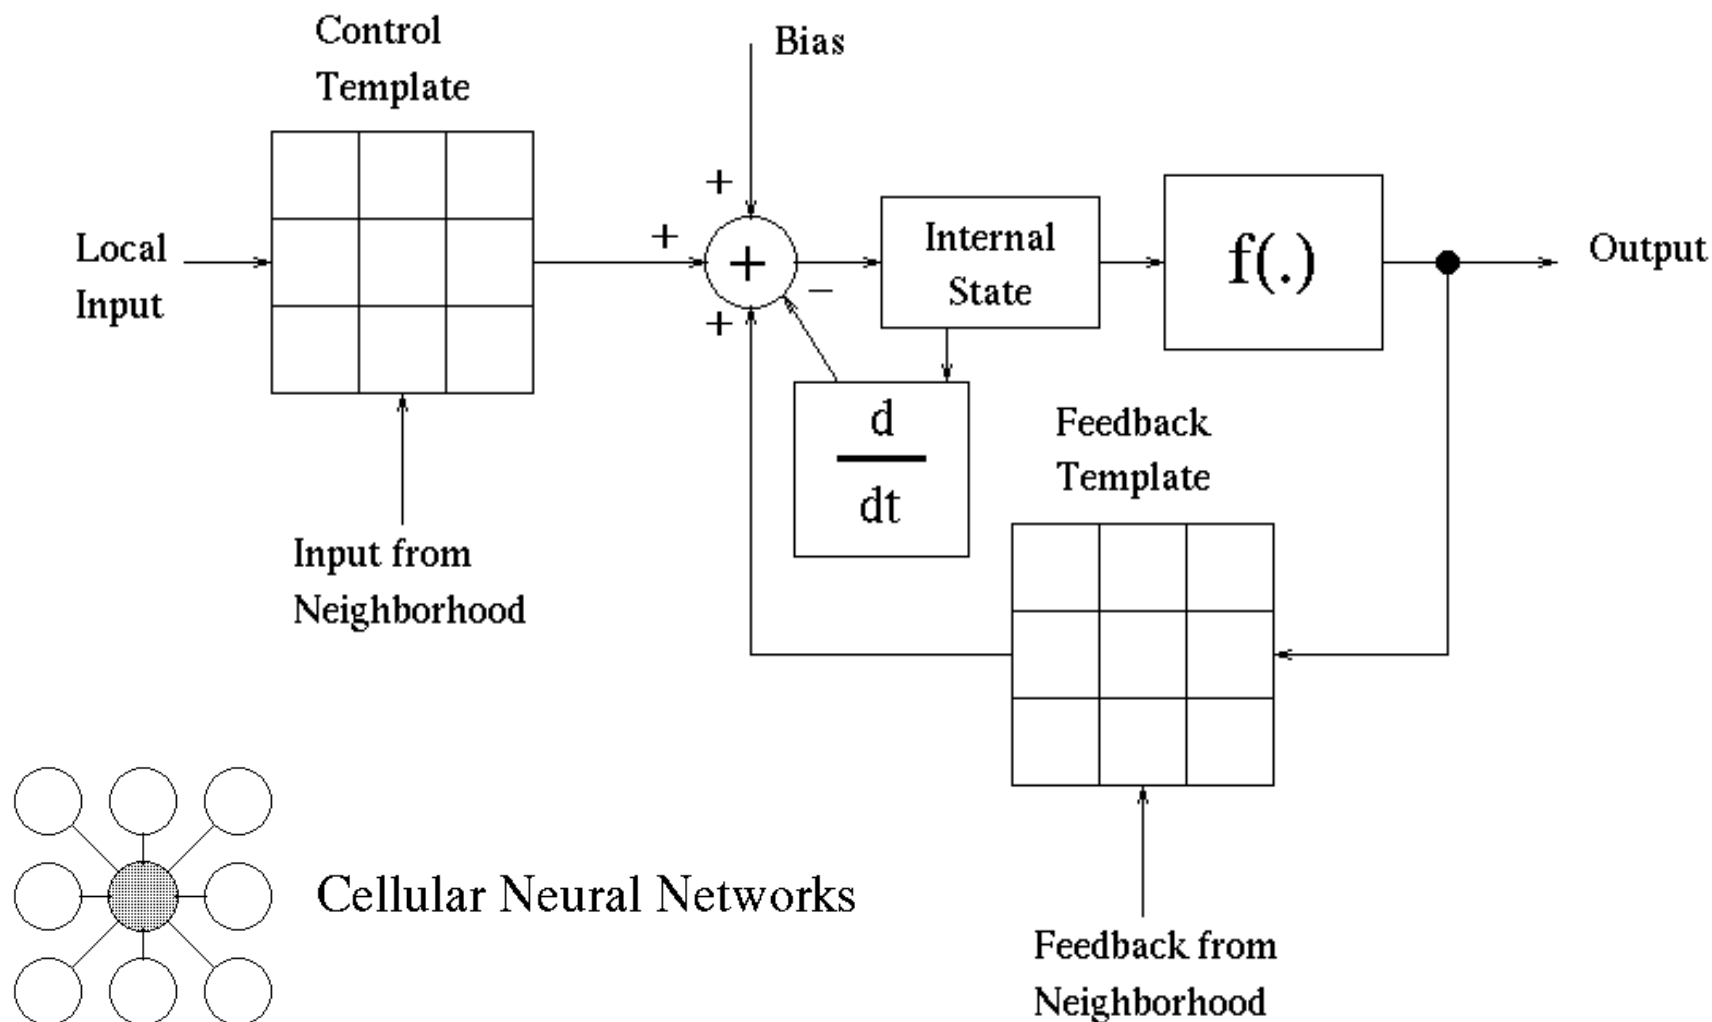 Control
Template
Bias
+
+
Local
Input
+
Internal
State
f(.)
Output
−
+
d
dt
Feedback
Template
Input from
Neighborhood
Cellular Neural Networks
Feedback from
Neighborhood